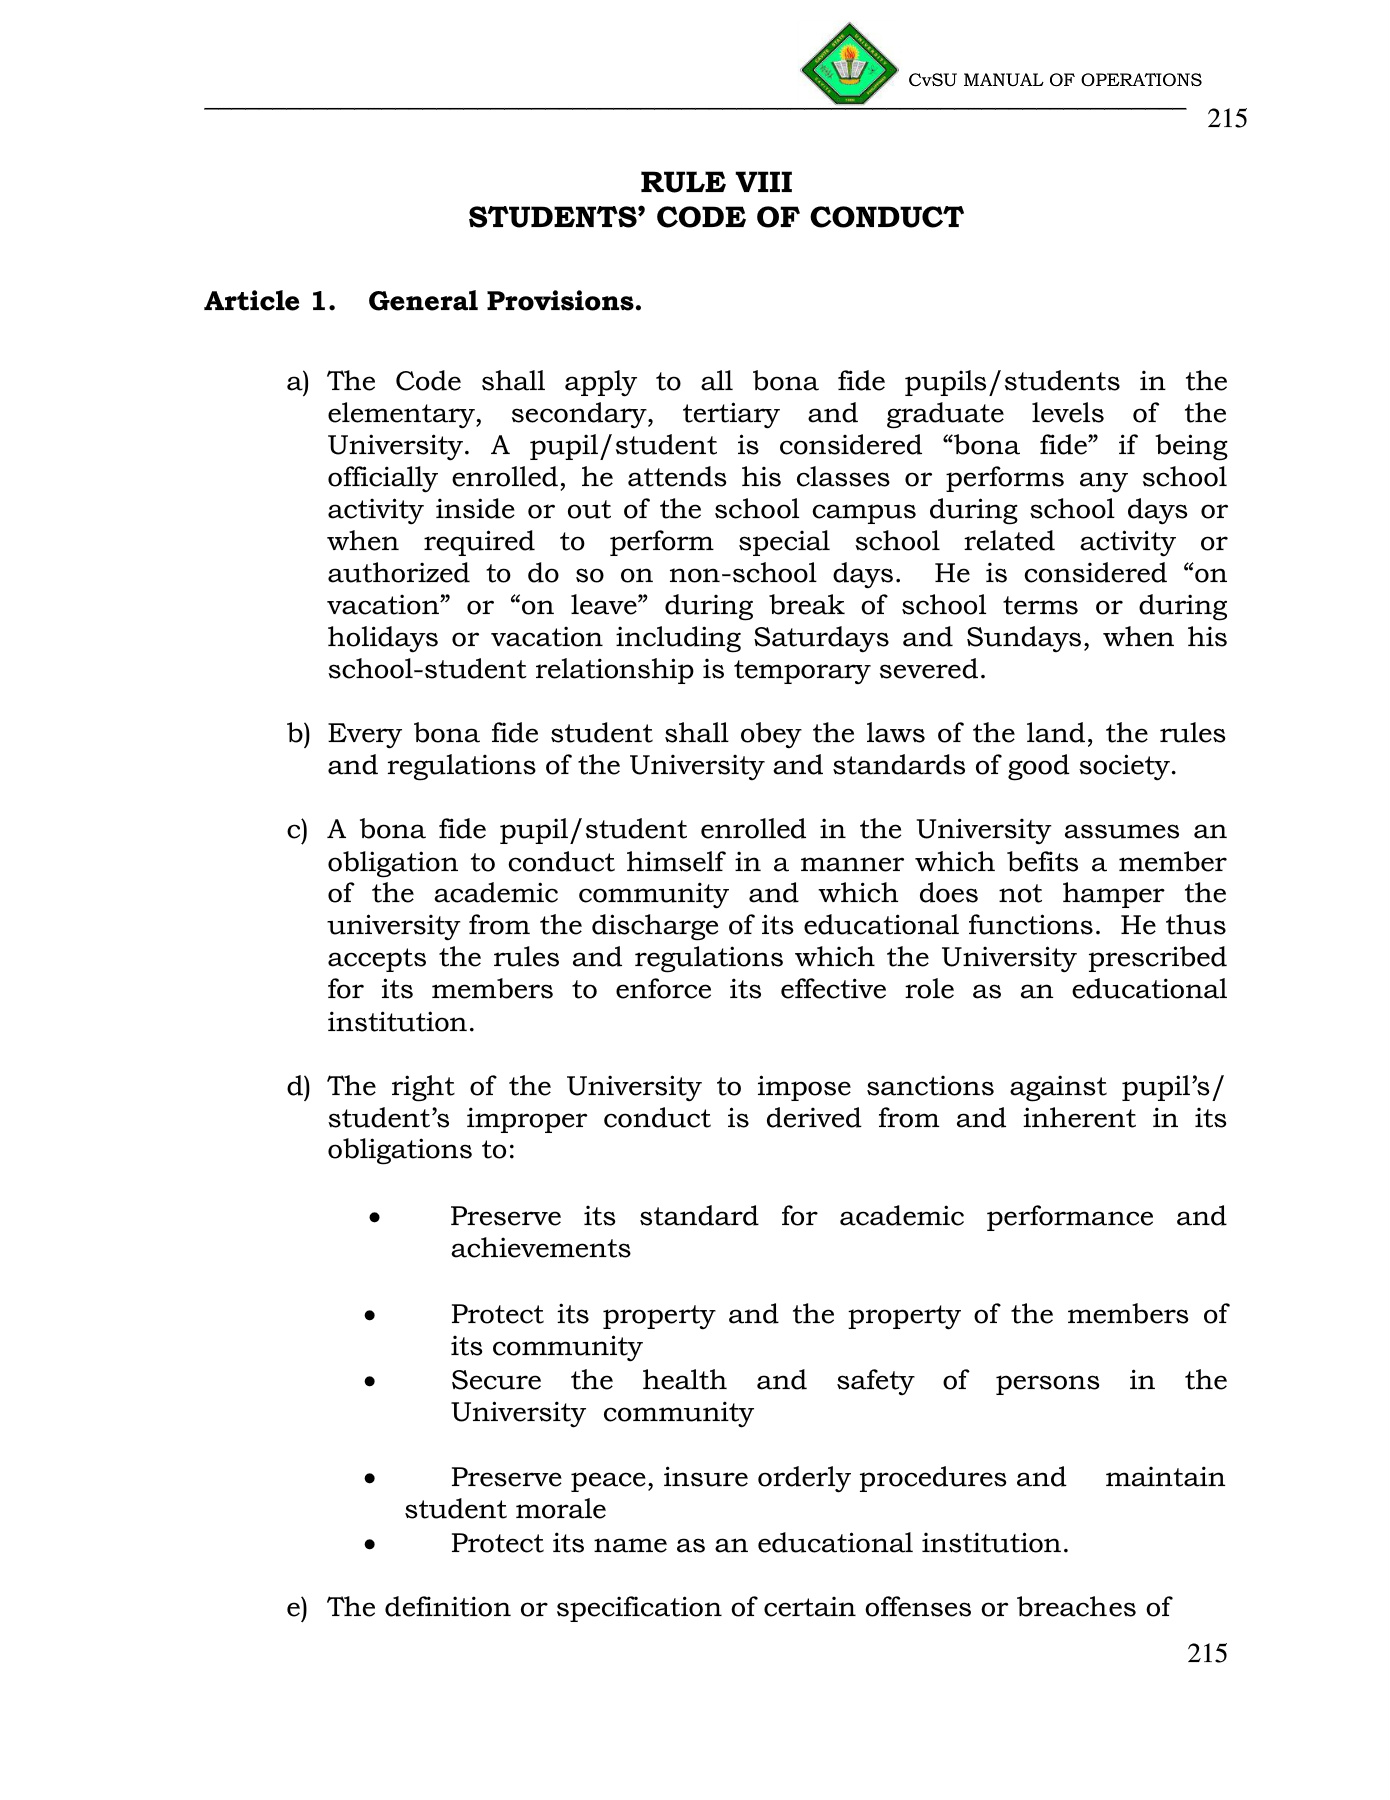 CvSU MANUAL OF OPERATIONS
215
RULE VIII
STUDENTS’ CODE OF CONDUCT
Article 1. General Provisions.
a) The Code shall apply to all bona fide pupils/students in the
elementary, secondary, tertiary and graduate levels of the
University. A pupil/student is considered “bona fide” if being
officially enrolled, he attends his classes or performs any school
activity inside or out of the school campus during school days or
when required to perform special school related activity or
authorized to do so on non-school days. He is considered “on
vacation” or “on leave” during break of school terms or during
holidays or vacation including Saturdays and Sundays, when his
school-student relationship is temporary severed.
b) Every bona fide student shall obey the laws of the land, the rules
and regulations of the University and standards of good society.
c) A bona fide pupil/student enrolled in the University assumes an
obligation to conduct himself in a manner which befits a member
of the academic community and which does not hamper the
university from the discharge of its educational functions. He thus
accepts the rules and regulations which the University prescribed
for its members to enforce its effective role as an educational
institution.
d) The right of the University to impose sanctions against pupil’s/
student’s improper conduct is derived from and inherent in its
obligations to:
• Preserve its standard for academic performance and
achievements
• Protect its property and the property of the members of
its community
• Secure the health and safety of persons in the
University community
• Preserve peace, insure orderly procedures and maintain
student morale
• Protect its name as an educational institution.
e) The definition or specification of certain offenses or breaches of
215